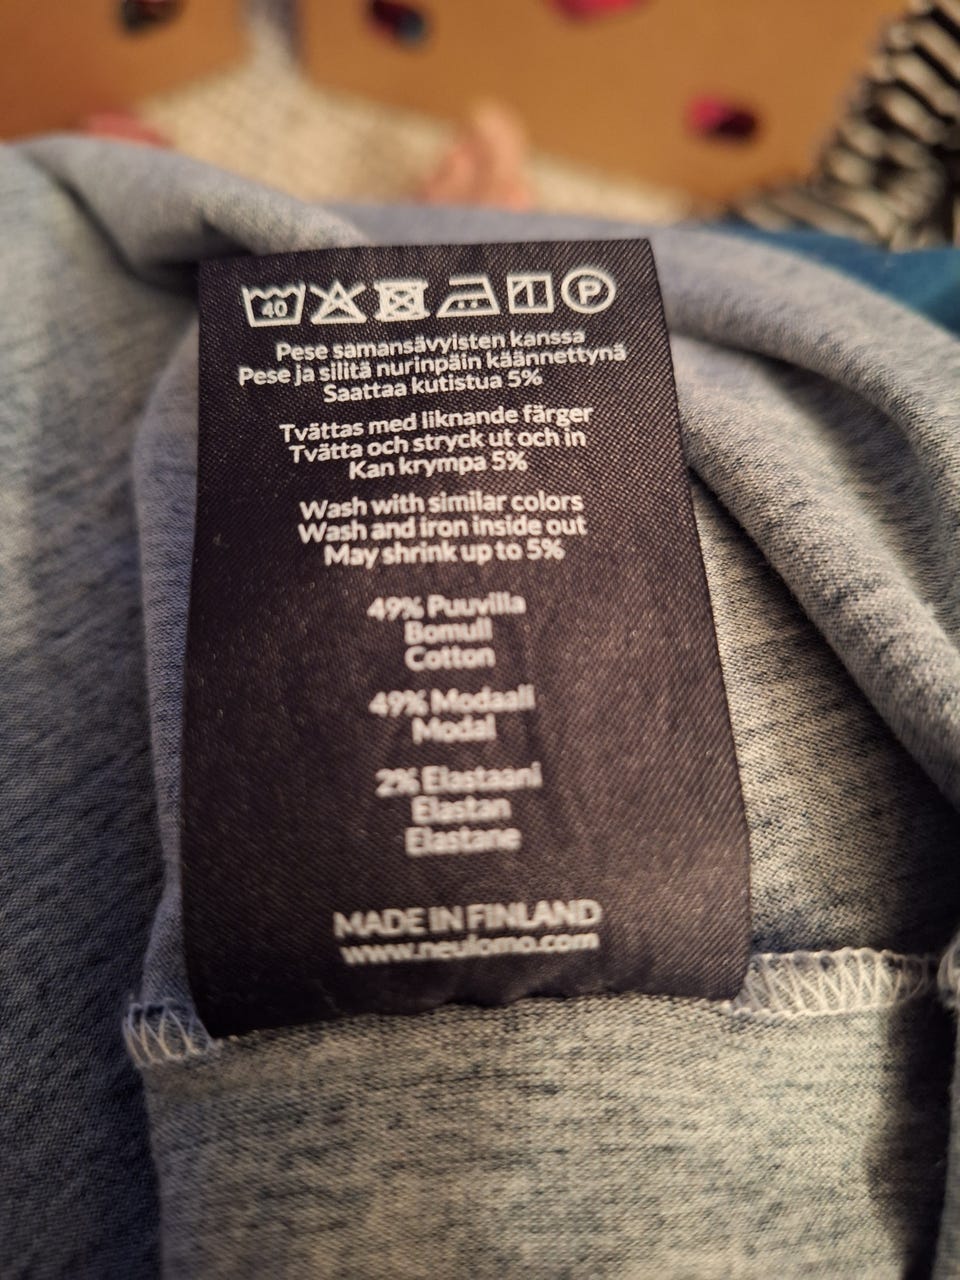 40 P
Pese samansävyisten kanssa
Pese ja silitä nurinpäin käännettynä
Saattaa kutistua 5%
Tvättas med liknande färger
Tvätta och stryck ut och in
Kan krympa 5%
Wash with similar colors
Wash and iron inside out
May shrink up to 5%
49% Puuvilla
Bomull
Cotton
49% Modaali
Modal
2% Elastaani
Elastan
Elastane
MADE IN FINLAND
www.neulomo.com